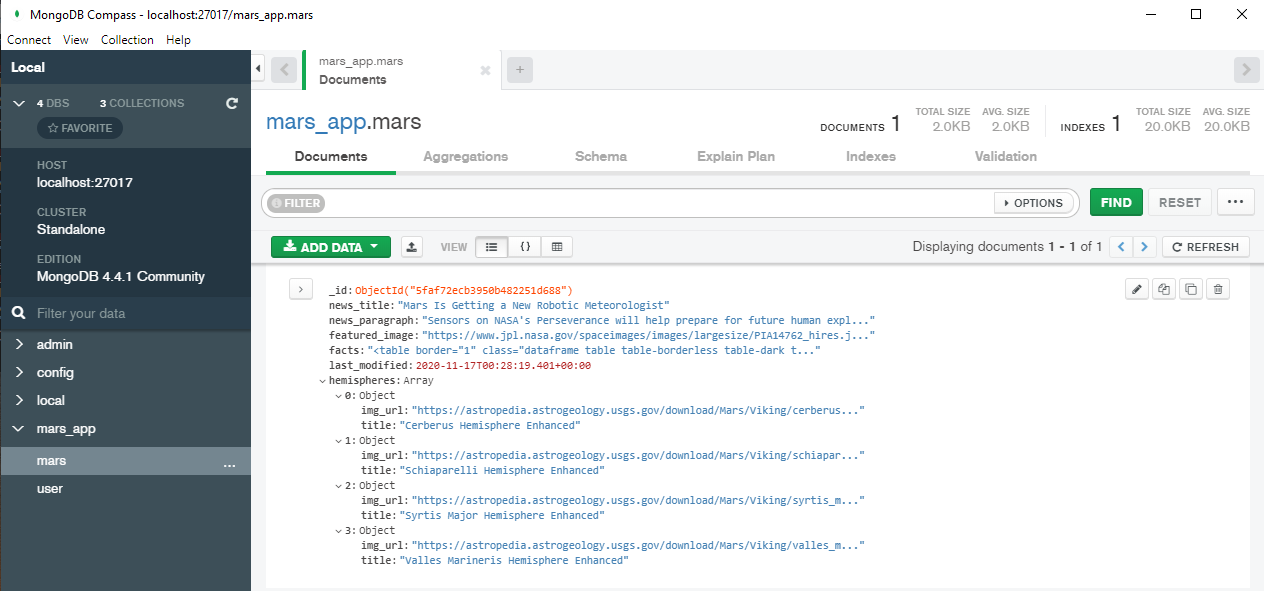 MongoDB Compass - localhost:27017/mars_app.mars
Connect View Collection Help
Local
4 DBS 3 COLLECTIONS
FAVORITE
HOST
localhost:27017
CLUSTER
Standalone
EDITION
MongoDB 4.4.1 Community
Filter your data
admin
config
local
mars_app
mars ...
user
mars_app.mars
Documents
mars_app.mars
DOCUMENTS 1 TOTAL SIZE 2.0KB AVG. SIZE 2.0KB INDEXES 1 TOTAL SIZE 20.0KB AVG. SIZE 20.0KB
Documents Aggregations Schema Explain Plan Indexes Validation
FILTER OPTIONS FIND RESET ...
ADD DATA VIEW {} Displaying documents 1 - 1 of 1 REFRESH
_id: ObjectId("5faf72ecb3950b482251d688")
news_title: "Mars Is Getting a New Robotic Meteorologist"
news_paragraph: "Sensors on NASA's Perseverance will help prepare for future human expl..."
featured_image: "https://www.jpl.nasa.gov/spaceimages/images/largesize/PIA14762_hires.j..."
facts: "<table border="1" class="dataframe table table-borderless table-dark t..."
last_modified: 2020-11-17T00:28:19.401+00:00
hemispheres: Array
0: Object
img_url: "https://astropedia.astrogeology.usgs.gov/download/Mars/Viking/cerberus..."
title: "Cerberus Hemisphere Enhanced"
1: Object
img_url: "https://astropedia.astrogeology.usgs.gov/download/Mars/Viking/schiapar..."
title: "Schiaparelli Hemisphere Enhanced"
2: Object
img_url: "https://astropedia.astrogeology.usgs.gov/download/Mars/Viking/syrtis_m..."
title: "Syrtis Major Hemisphere Enhanced"
3: Object
img_url: "https://astropedia.astrogeology.usgs.gov/download/Mars/Viking/valles_m..."
title: "Valles Marineris Hemisphere Enhanced"